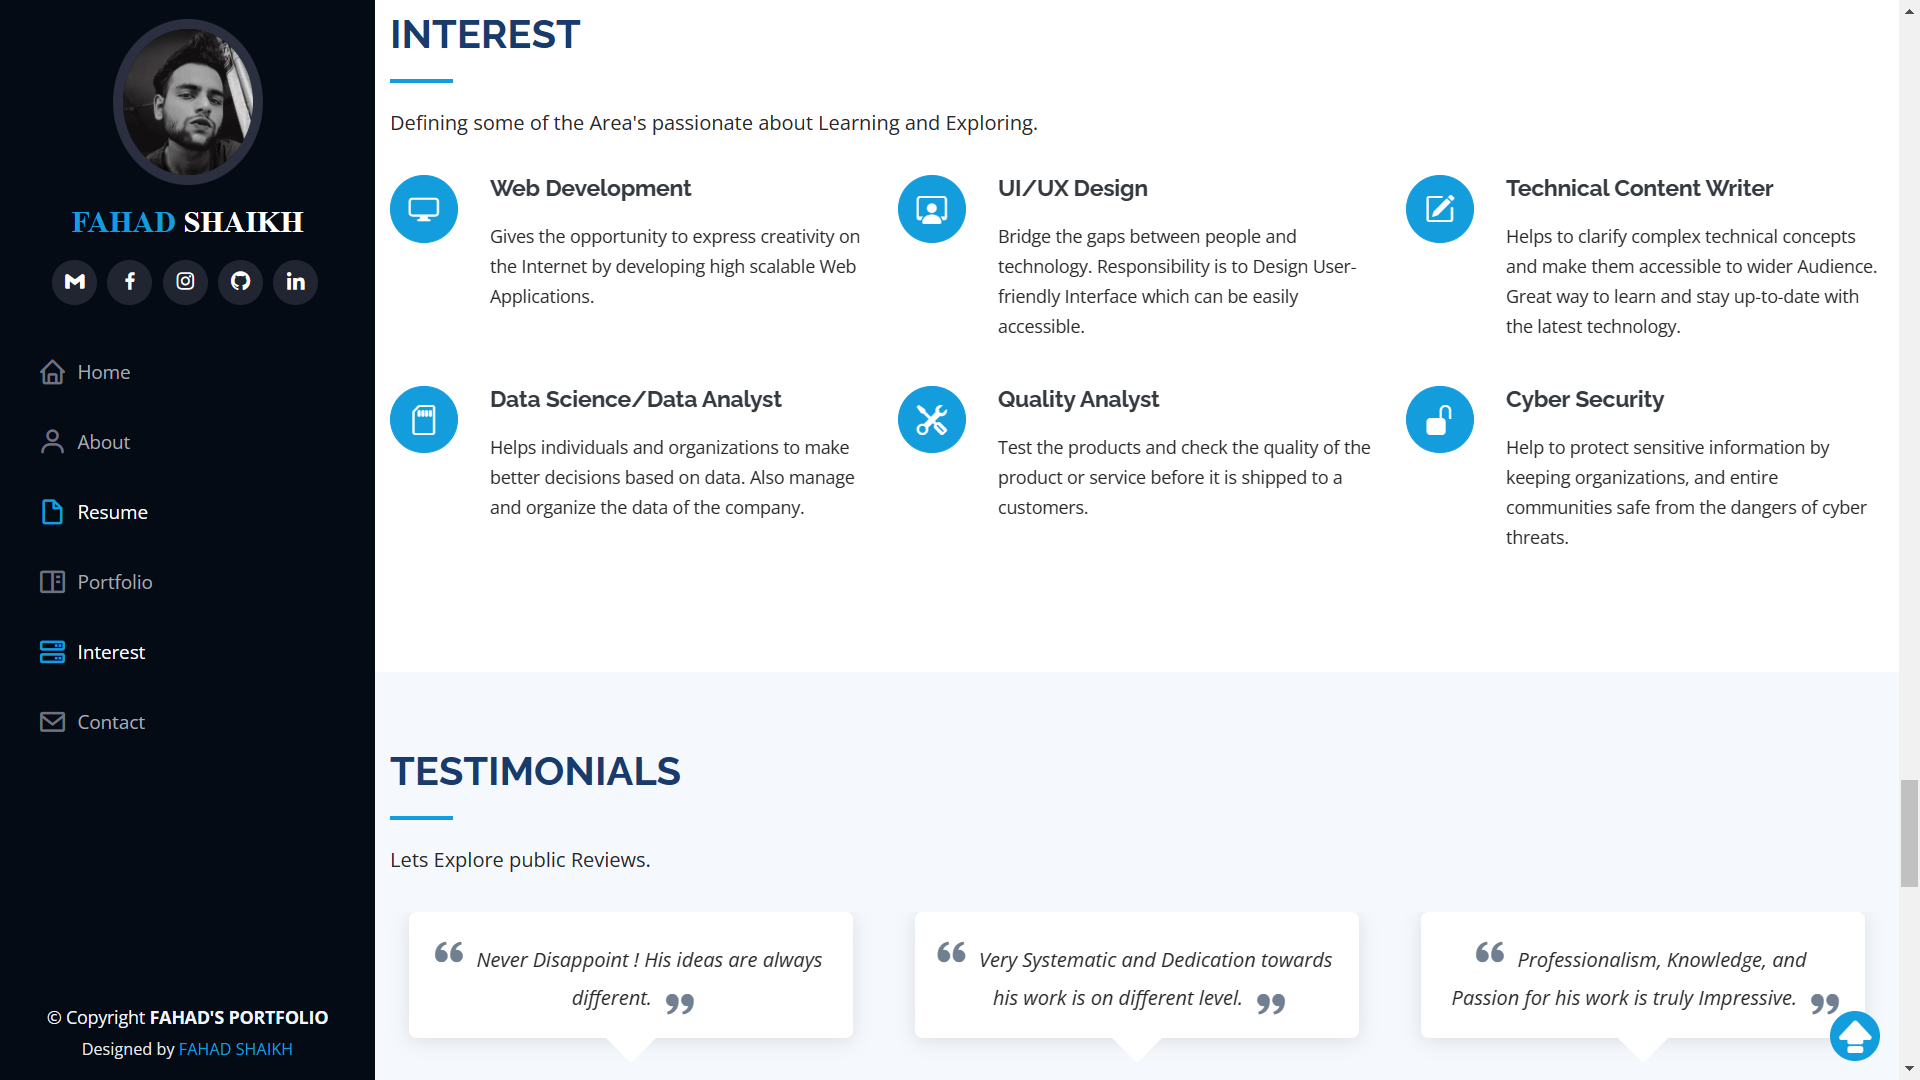 FAHAD SHAIKH
Home
About
Resume
Portfolio
Interest
Contact
© Copyright FAHAD'S PORTFOLIO
Designed by FAHAD SHAIKH
INTEREST
Defining some of the Area's passionate about Learning and Exploring.
Web Development
Gives the opportunity to express creativity on
the Internet by developing high scalable Web
Applications.
UI/UX Design
Bridge the gaps between people and
technology. Responsibility is to Design User-
friendly Interface which can be easily
accessible.
Technical Content Writer
Helps to clarify complex technical concepts
and make them accessible to wider Audience.
Great way to learn and stay up-to-date with
the latest technology.
Data Science/Data Analyst
Helps individuals and organizations to make
better decisions based on data. Also manage
and organize the data of the company.
Quality Analyst
Test the products and check the quality of the
product or service before it is shipped to a
customers.
Cyber Security
Help to protect sensitive information by
keeping organizations, and entire
communities safe from the dangers of cyber
threats.
TESTIMONIALS
Lets Explore public Reviews.
“ Never Disappoint ! His ideas are always
different. ”
“ Very Systematic and Dedication towards
his work is on different level. ”
“ Professionalism, Knowledge, and
Passion for his work is truly Impressive. ”